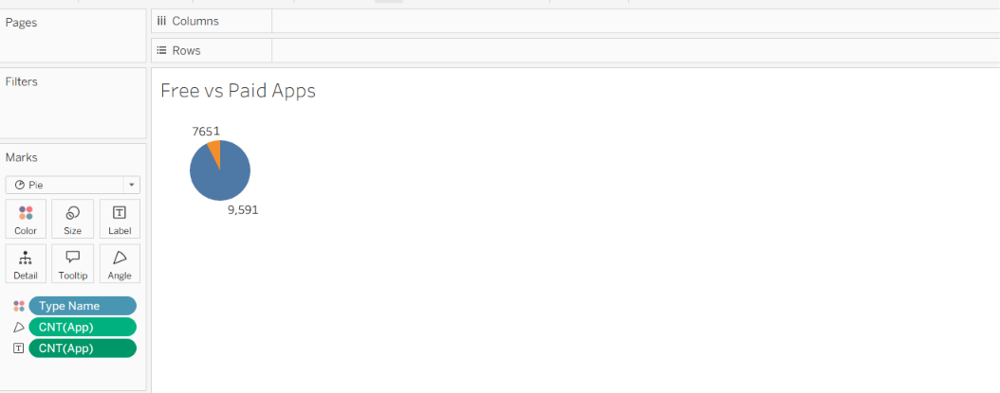 Pages
Columns
Rows
Filters
Free vs Paid Apps
7651
9,591
Marks
Pie
Color
Size
Label
Detail
Tooltip
Angle
Type Name
CNT(App)
CNT(App)